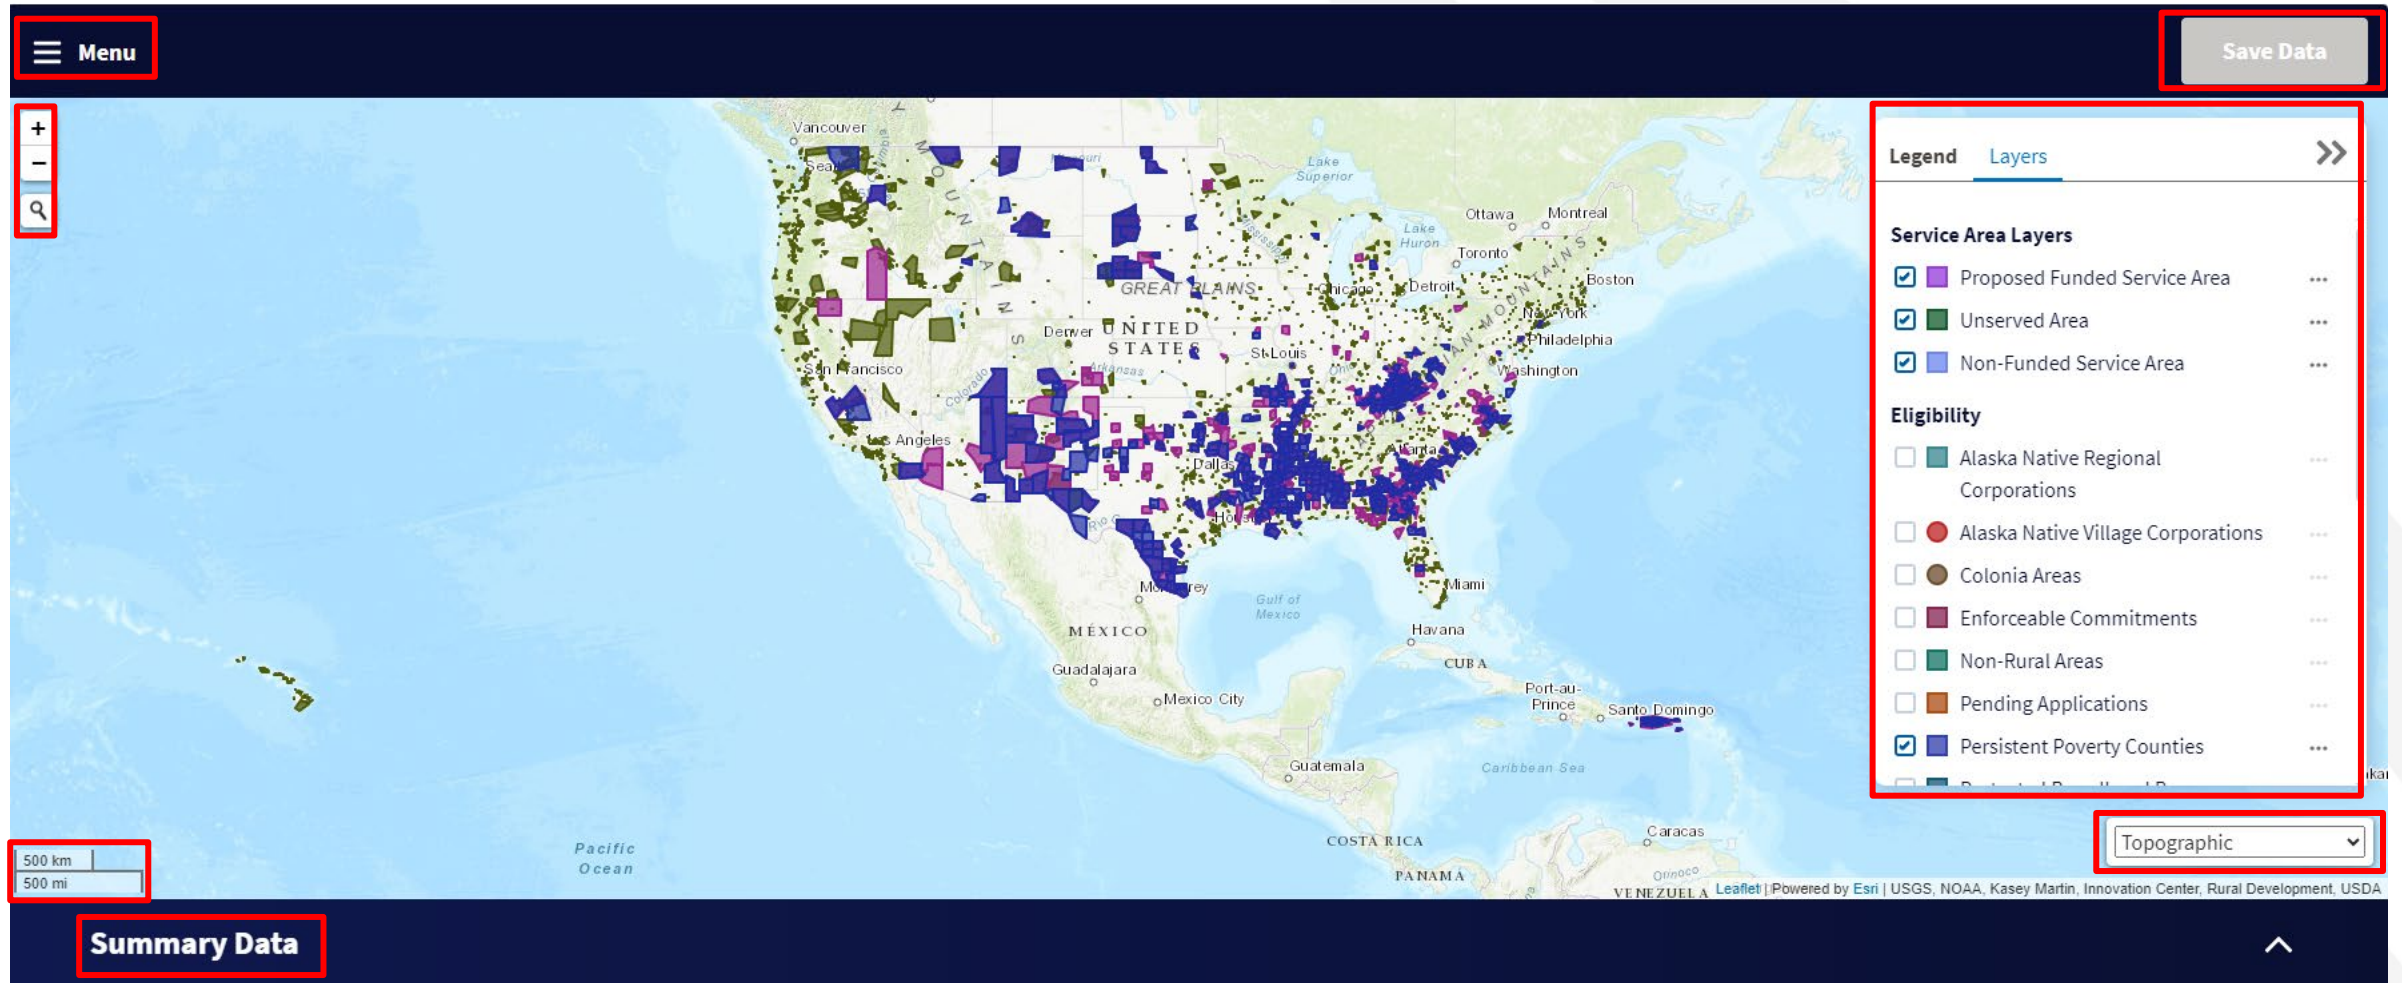 Menu
Save Data
+
−
Legend
Layers
Service Area Layers
Proposed Funded Service Area
Unserved Area
Non-Funded Service Area
Eligibility
Alaska Native Regional
Corporations
Alaska Native Village Corporations
Colonia Areas
Enforceable Commitments
Non-Rural Areas
Pending Applications
Persistent Poverty Counties
Topographic
Vancouver
Lake
Superior
Ottawa
Montreal
Lake
Huron
Toronto
Boston
GREAT PLAINS
Chicago
Detroit
New York
Denver
UNITED
STATES
St Louis
Philadelphia
San Francisco
Colorado
Arkansas
Washington
Los Angeles
Atlanta
Dallas
Gulf of
Mexico
Miami
MÉXICO
Havana
CUBA
Guadalajara
Mexico City
Port-au-
Prince
Santo Domingo
Guatemala
Caribbean Sea
Pacific
Ocean
COSTA RICA
Caracas
PANAMÁ
Orinoco
VENEZUELA
500 km
500 mi
Leaflet | Powered by Esri | USGS, NOAA, Kasey Martin, Innovation Center, Rural Development, USDA
Summary Data